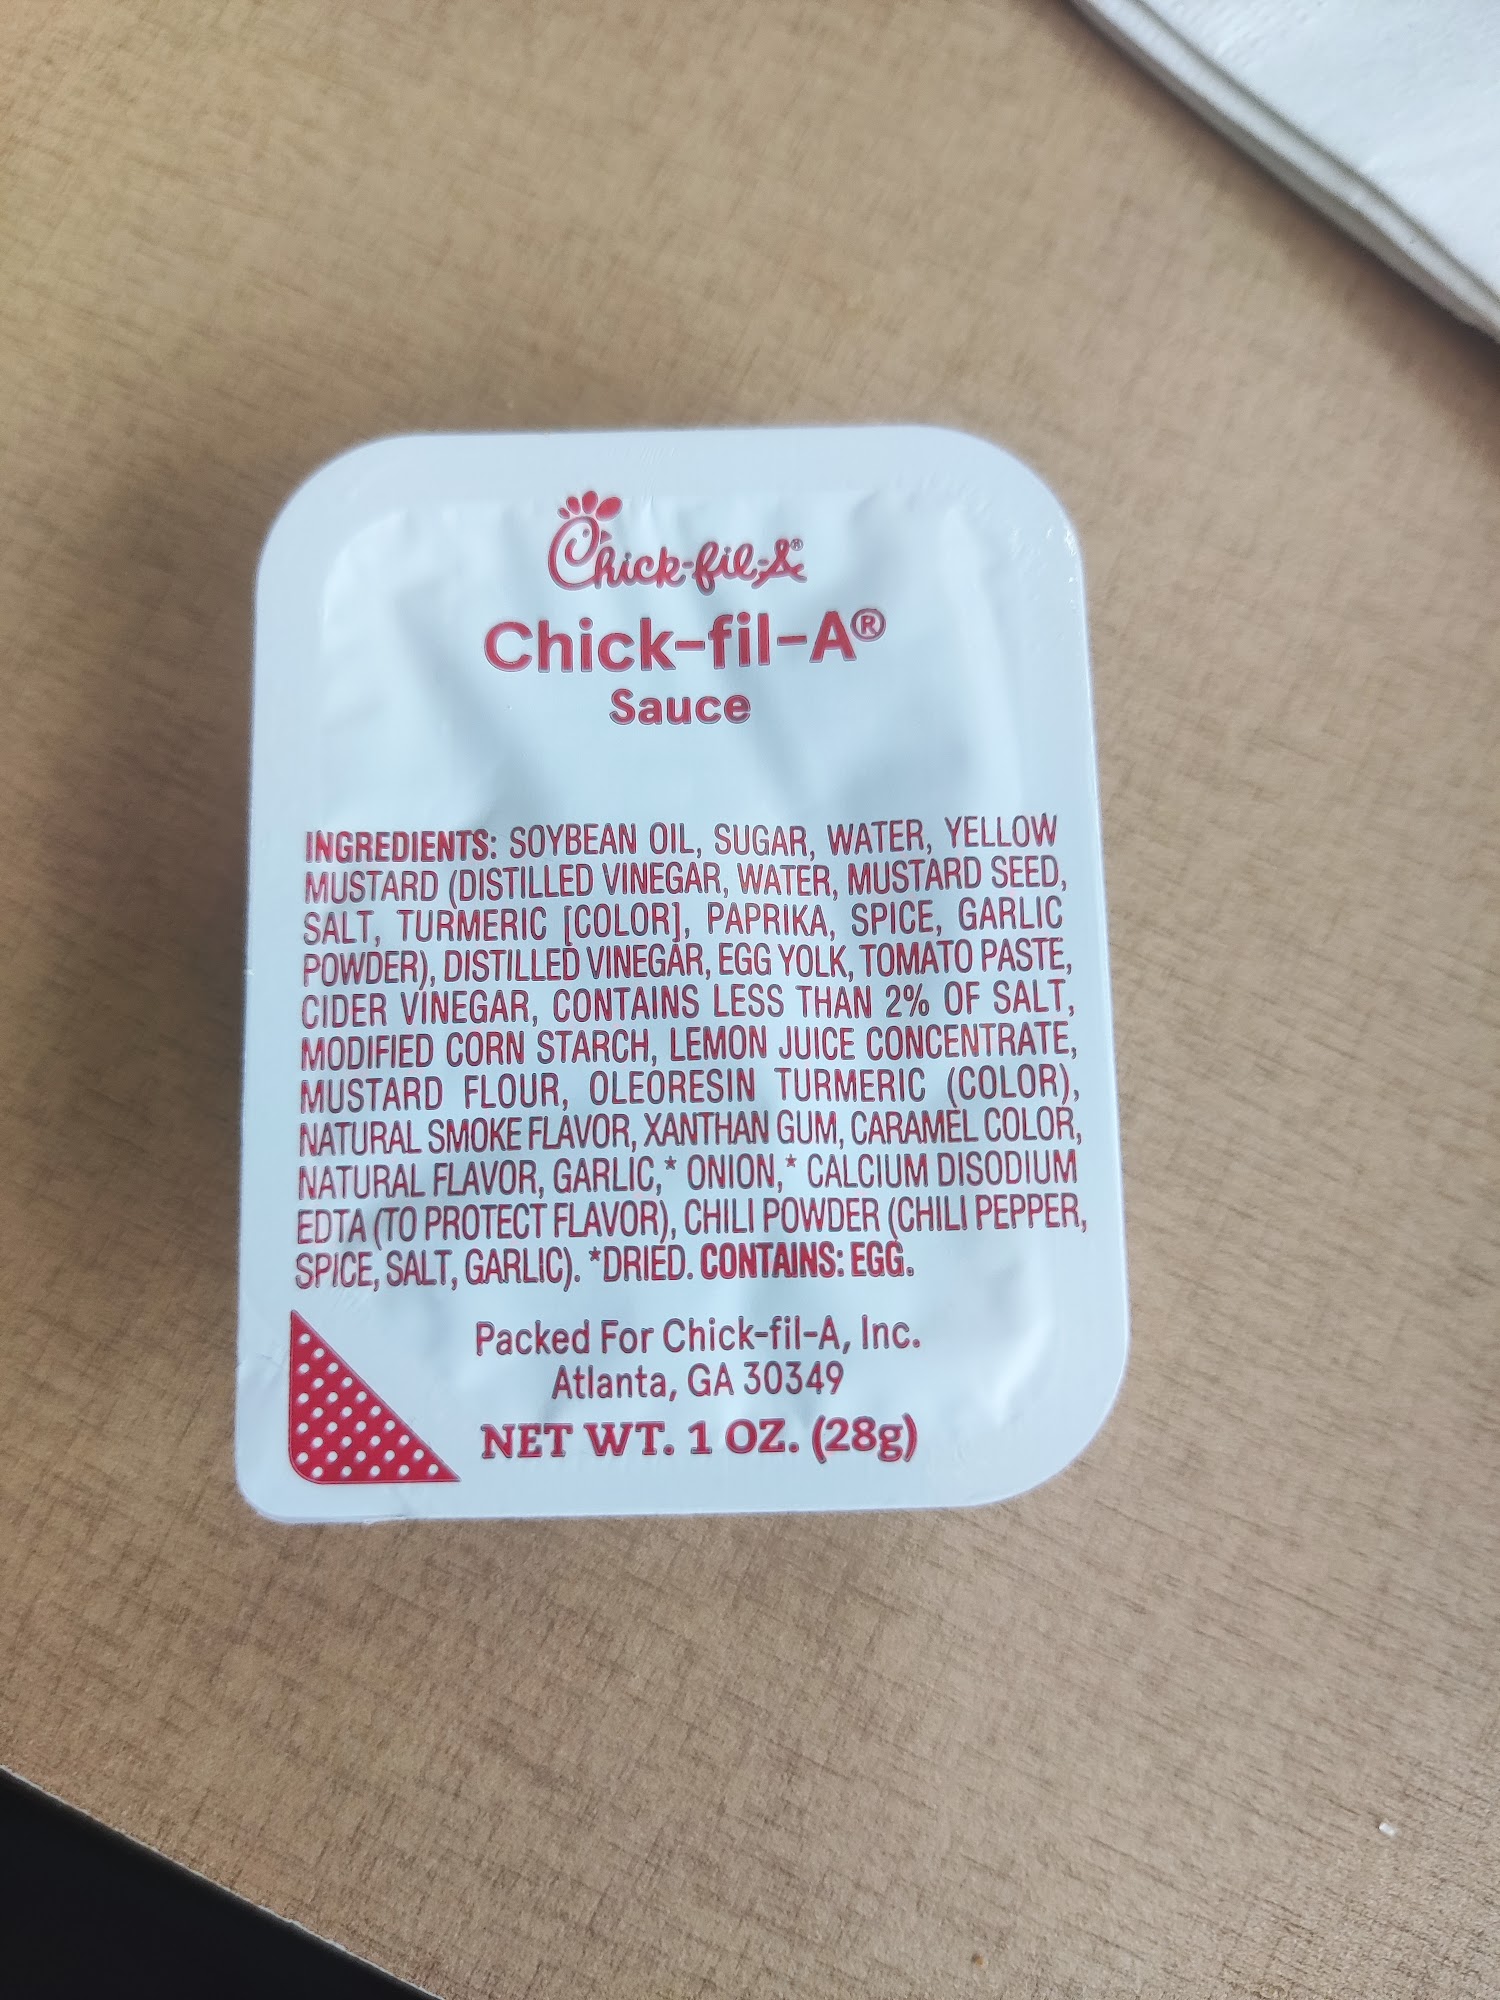 Chick-fil-A®
Chick-fil-A®
Sauce
INGREDIENTS: SOYBEAN OIL, SUGAR, WATER, YELLOW
MUSTARD (DISTILLED VINEGAR, WATER, MUSTARD SEED,
SALT, TURMERIC [COLOR], PAPRIKA, SPICE, GARLIC
POWDER), DISTILLED VINEGAR, EGG YOLK, TOMATO PASTE,
CIDER VINEGAR, CONTAINS LESS THAN 2% OF SALT,
MODIFIED CORN STARCH, LEMON JUICE CONCENTRATE,
MUSTARD FLOUR, OLEORESIN TURMERIC (COLOR),
NATURAL SMOKE FLAVOR, XANTHAN GUM, CARAMEL COLOR,
NATURAL FLAVOR, GARLIC,* ONION,* CALCIUM DISODIUM
EDTA (TO PROTECT FLAVOR), CHILI POWDER (CHILI PEPPER,
SPICE, SALT, GARLIC). *DRIED. CONTAINS: EGG.
Packed For Chick-fil-A, Inc.
Atlanta, GA 30349
NET WT. 1 OZ. (28g)